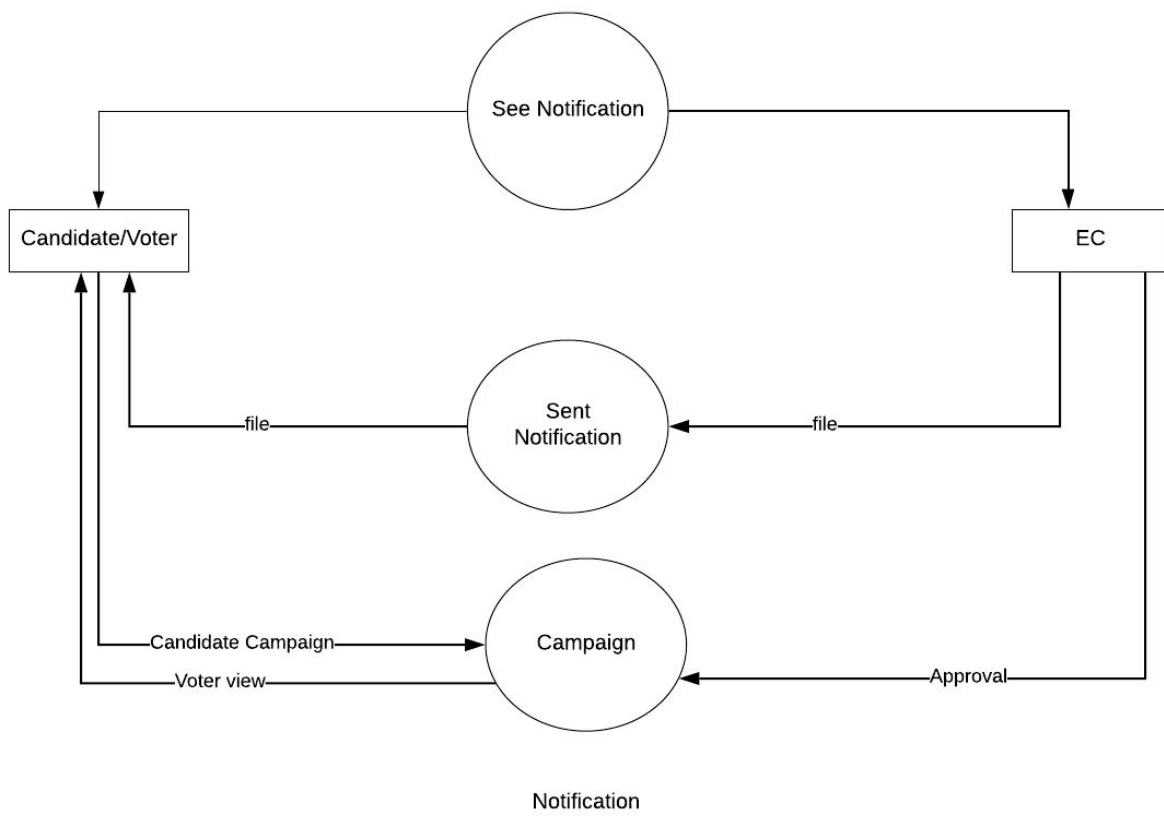 See Notification
Candidate/Voter
EC
Sent
Notification
file
file
Campaign
Candidate Campaign
Voter view
Approval
Notification